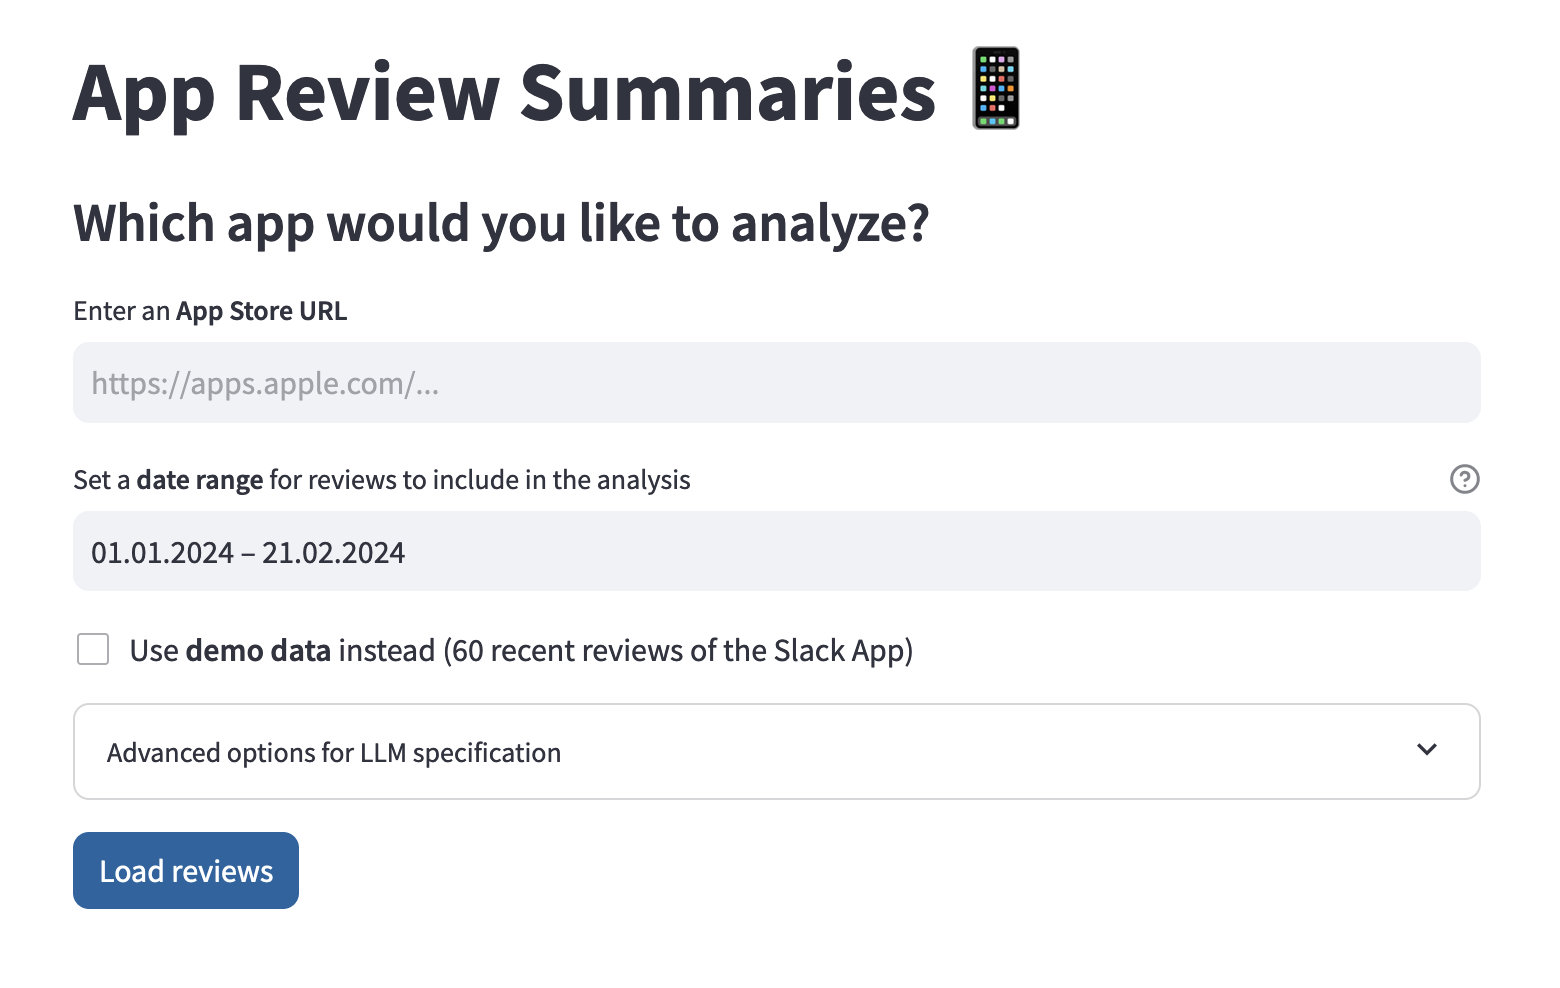 App Review Summaries
Which app would you like to analyze?
Enter an App Store URL
https://apps.apple.com/...
Set a date range for reviews to include in the analysis
01.01.2024 – 21.02.2024
Use demo data instead (60 recent reviews of the Slack App)
Advanced options for LLM specification
Load reviews